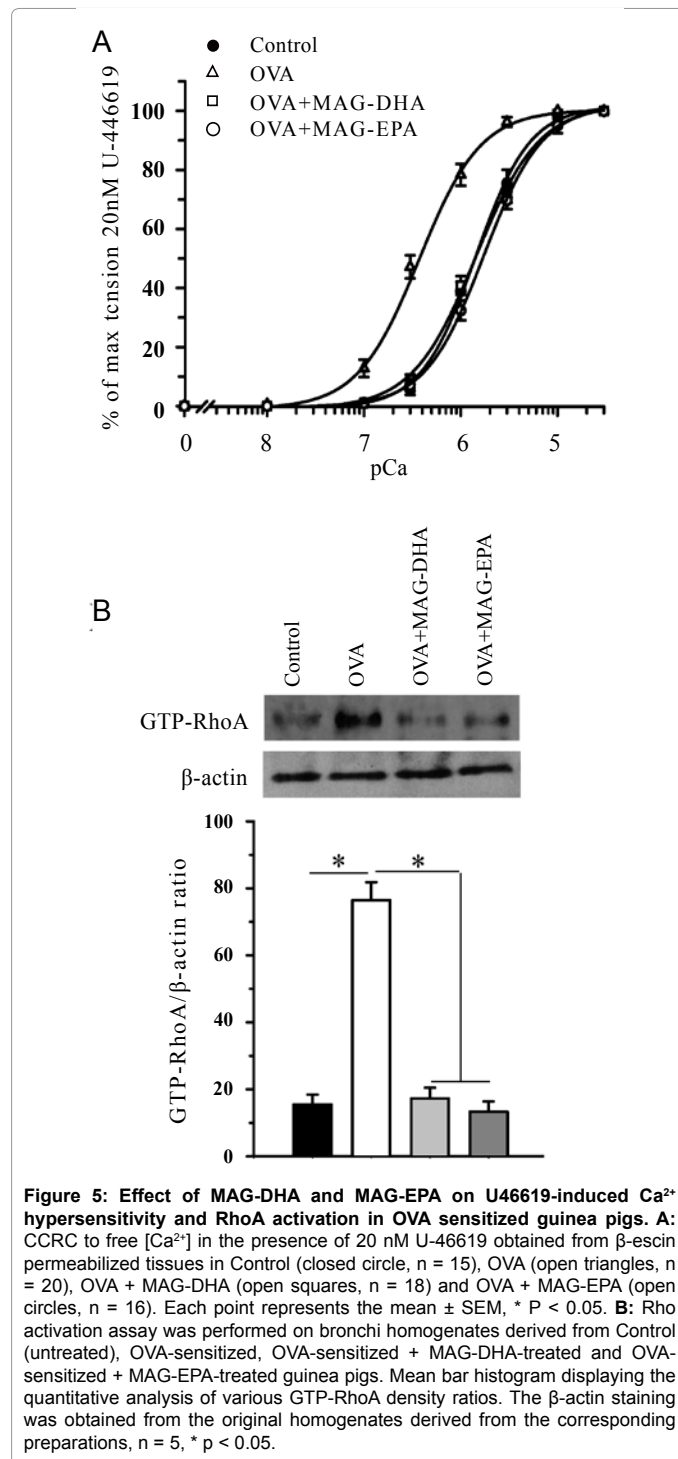 A
Control
OVA
OVA+MAG-DHA
OVA+MAG-EPA
% of max tcnsion 20nM U-446619
100
80
60
40
20
0
0 8 7 6 5
pCa
B
Control
OVA
OVA+MAG-DHA
OVA+MAG-EPA
GTP-RhoA
β-actin
GTP-RhoA/β-actin ratio
100
80
60
40
20
0
* *
Figure 5: Effect of MAG-DHA and MAG-EPA on U46619-induced Ca²⁺
hypersensitivity and RhoA activation in OVA sensitized guinea pigs. A:
CCRC to free [Ca²⁺] in the presence of 20 nM U-46619 obtained from β-escin
permeabilized tissues in Control (closed circle, n = 15), OVA (open triangles, n
= 20), OVA + MAG-DHA (open squares, n = 18) and OVA + MAG-EPA (open
circles, n = 16). Each point represents the mean ± SEM, * P < 0.05. B: Rho
activation assay was performed on bronchi homogenates derived from Control
(untreated), OVA-sensitized, OVA-sensitized + MAG-DHA-treated and OVA-
sensitized + MAG-EPA-treated guinea pigs. Mean bar histogram displaying the
quantitative analysis of various GTP-RhoA density ratios. The β-actin staining
was obtained from the original homogenates derived from the corresponding
preparations, n = 5, * p < 0.05.